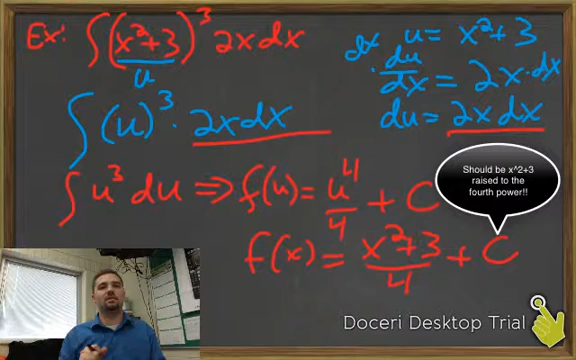 Ex: ∫(x²+3)³ 2x dx
u
∫(u)³ · 2x dx
∫u³ du ⇒ f(u) = u⁴/4 + C
f(x) = x²+3/4 + C
u = x²+3
dx · du/dx = 2x · dx
du = 2x dx
Should be x^2+3
raised to the
fourth power!!
Doceri Desktop Trial